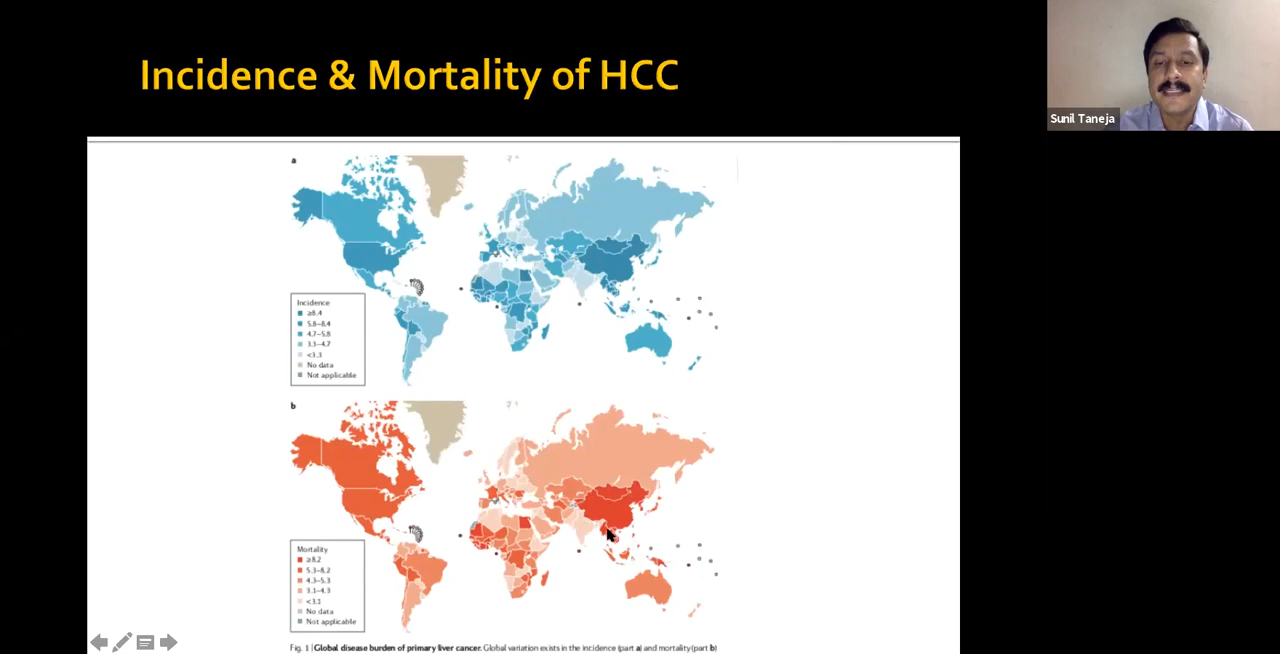 Incidence & Mortality of HCC
Sunil Taneja
a
Incidence
≥8.4
5.8–8.4
4.7–5.8
3.3–4.7
<3.3
No data
Not applicable
b
Mortality
≥8.2
5.3–8.2
4.3–5.3
3.1–4.3
<3.1
No data
Not applicable
Fig. 1 | Global disease burden of primary liver cancer. Global variation exists in the incidence (part a) and mortality (part b)